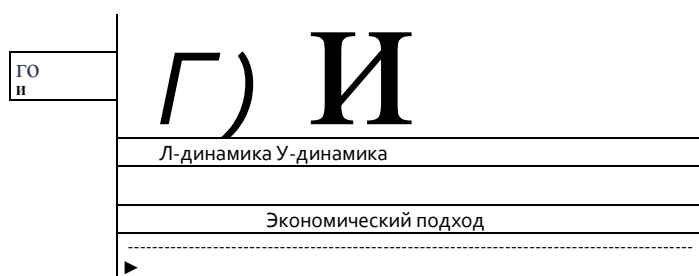 го
и
Г) И
Л-динамика У-динамика
Экономический подход